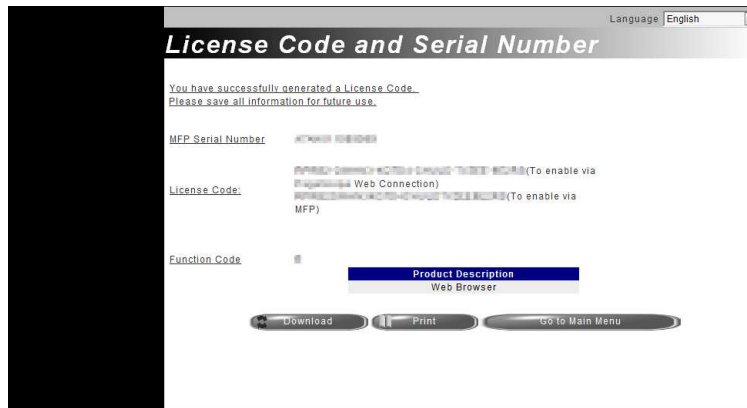 Language English
License Code and Serial Number
You have successfully generated a License Code.
Please save all information for future use.
MFP Serial Number
(To enable via
Web Connection)
License Code:
(To enable via
MFP)
Function Code
Product Description
Web Browser
Download Print Go to Main Menu